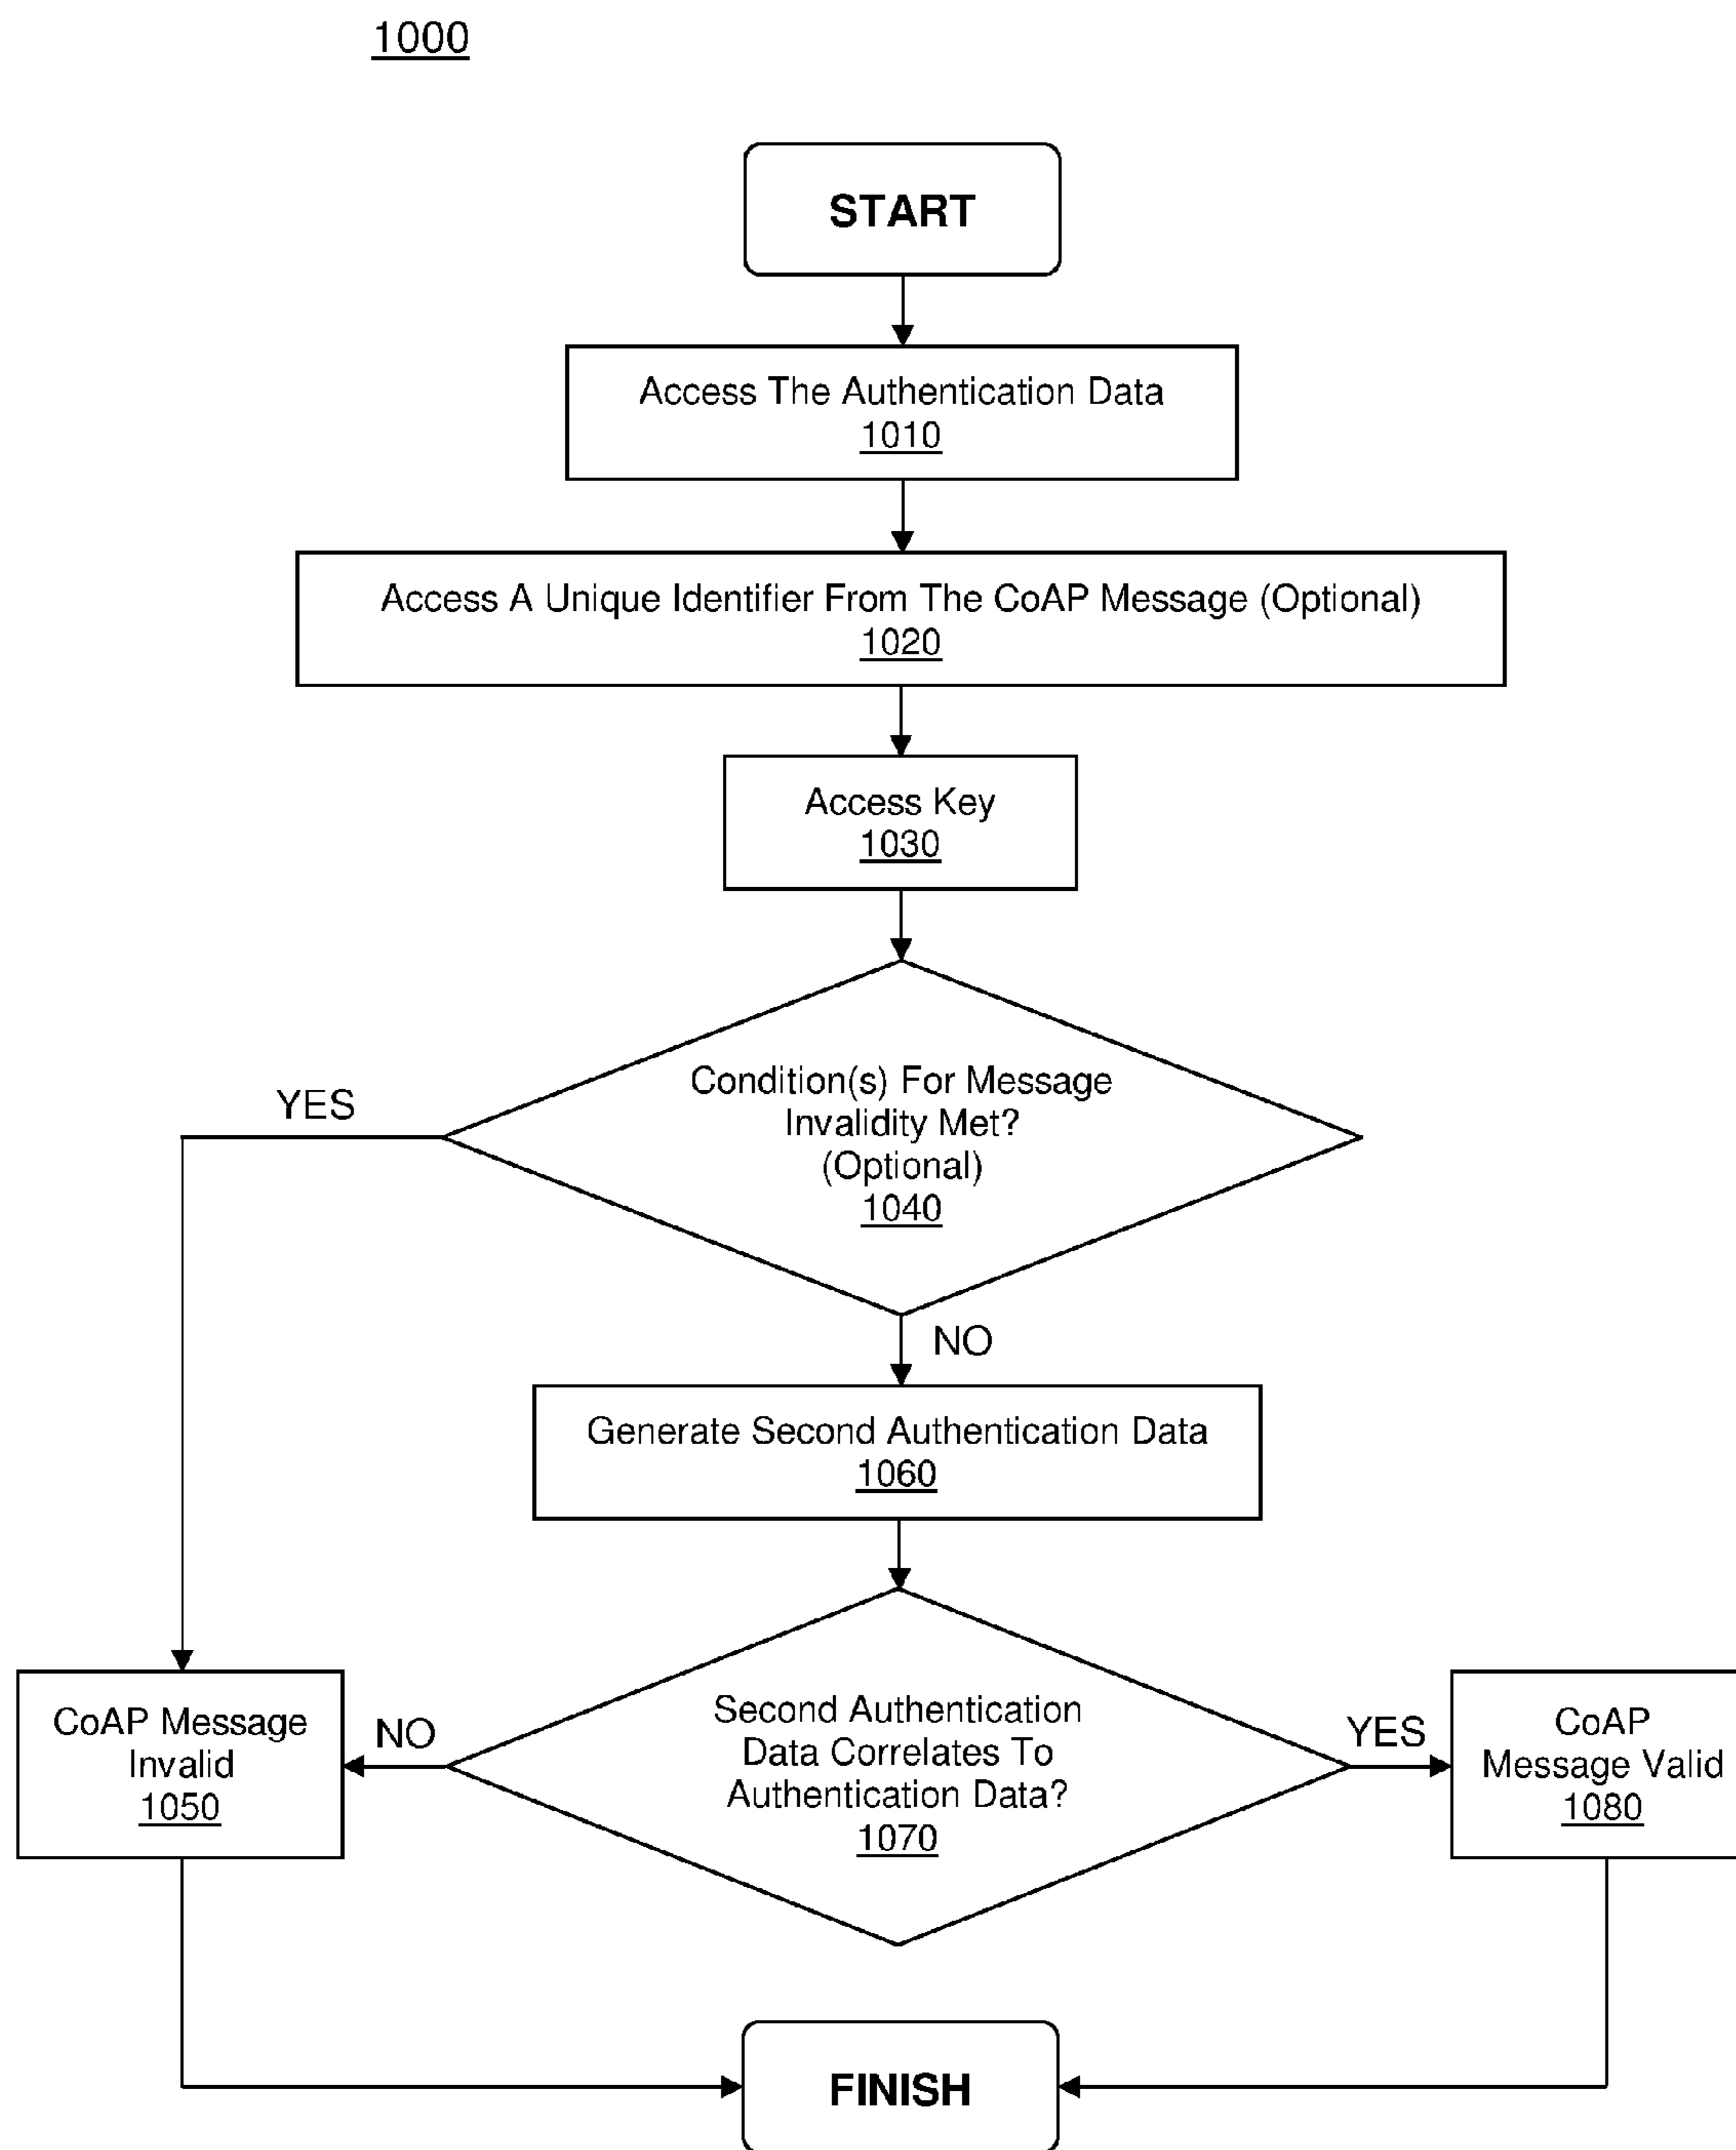 1000
START
Access The Authentication Data
1010
Access A Unique Identifier From The CoAP Message (Optional)
1020
Access Key
1030
Condition(s) For Message
Invalidity Met?
(Optional)
1040
YES
NO
Generate Second Authentication Data
1060
Second Authentication
Data Correlates To
Authentication Data?
1070
NO
YES
CoAP Message
Invalid
1050
CoAP
Message Valid
1080
FINISH